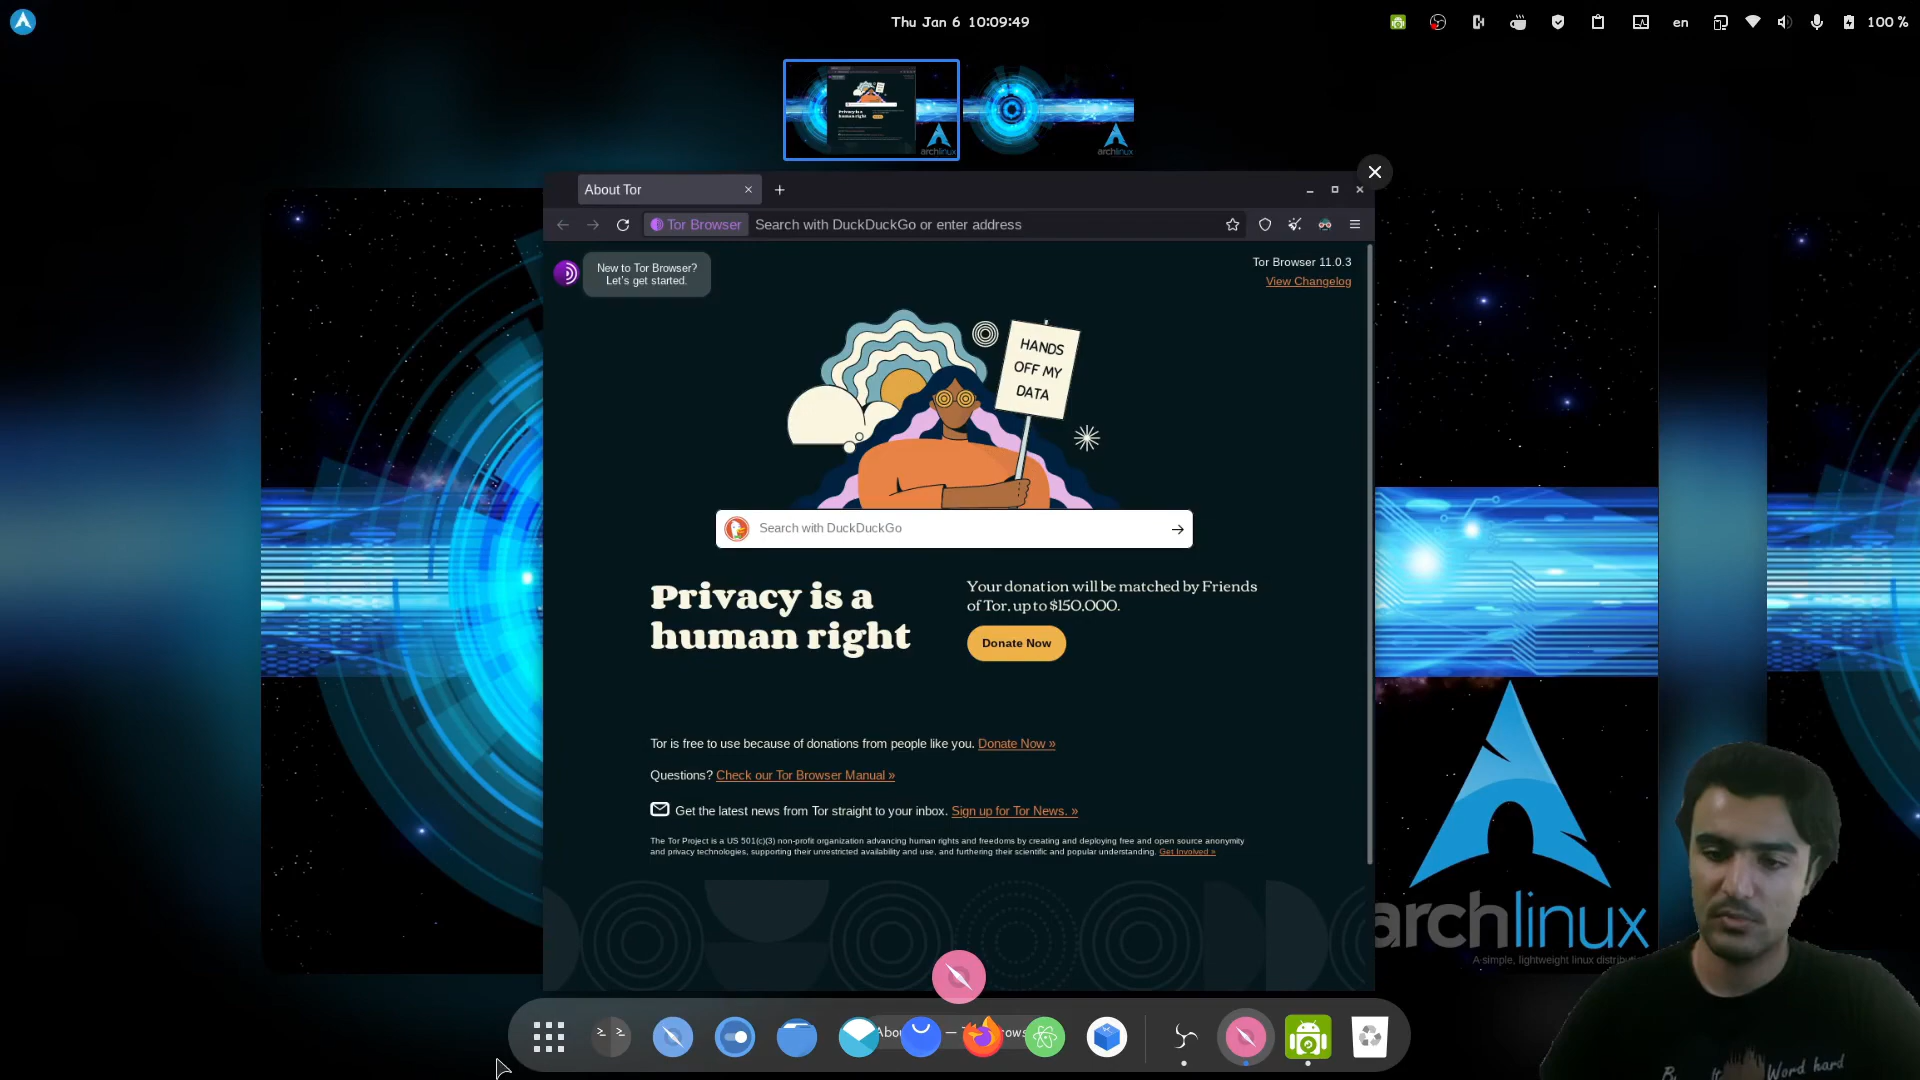 Thu Jan 6 10:09:49
en
100 %
About Tor
Tor Browser
Search with DuckDuckGo or enter address
New to Tor Browser?
Let's get started.
Tor Browser 11.0.3
View Changelog
HANDS
OFF MY
DATA
Search with DuckDuckGo
Privacy is a
human right
Your donation will be matched by Friends
of Tor, up to $150,000.
Donate Now
Tor is free to use because of donations from people like you. Donate Now »
Questions? Check our Tor Browser Manual »
Get the latest news from Tor straight to your inbox. Sign up for Tor News. »
The Tor Project is a US 501(c)(3) non-profit organization advancing human rights and freedoms by creating and deploying free and open source anonymity
and privacy technologies, supporting their unrestricted availability and use, and furthering their scientific and popular understanding. Get Involved »
archlinux
A simple, lightweight linux
Word hard